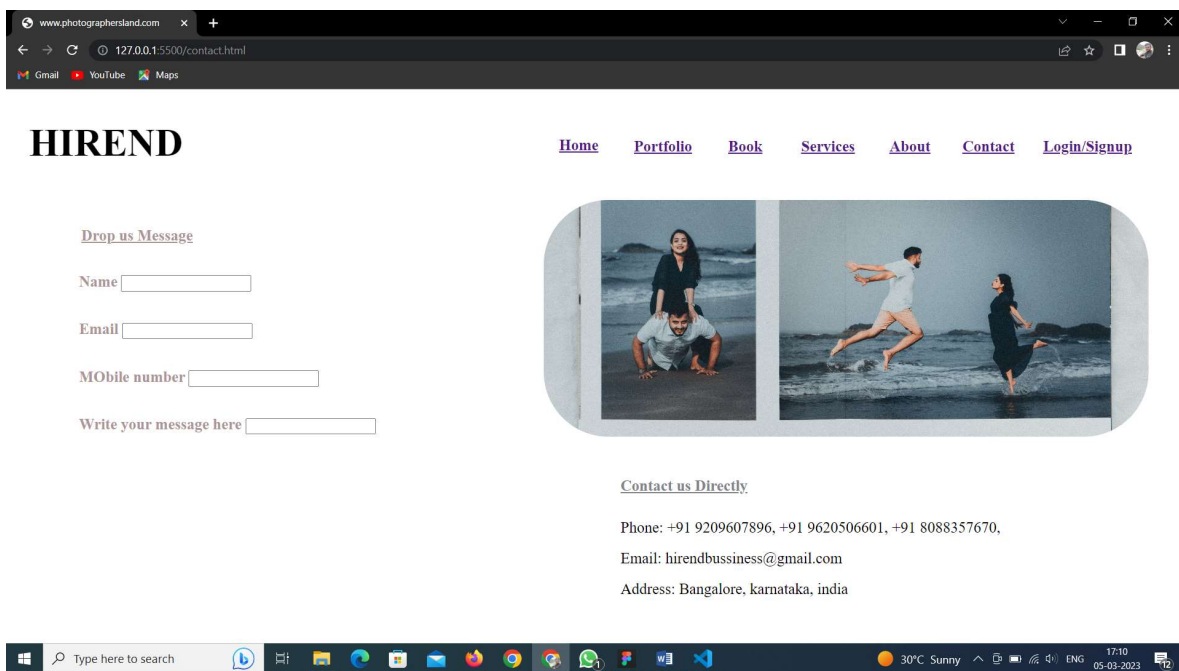 www.photographersland.com
127.0.0.1:5500/contact.html
Gmail YouTube Maps
HIREND
Home Portfolio Book Services About Contact Login/Signup
Drop us Message
Name
Email
MObile number
Write your message here
Contact us Directly
Phone: +91 9209607896, +91 9620506601, +91 8088357670,
Email: hirendbussiness@gmail.com
Address: Bangalore, karnataka, india
Type here to search
30°C Sunny ENG
17:10
05-03-2023
12